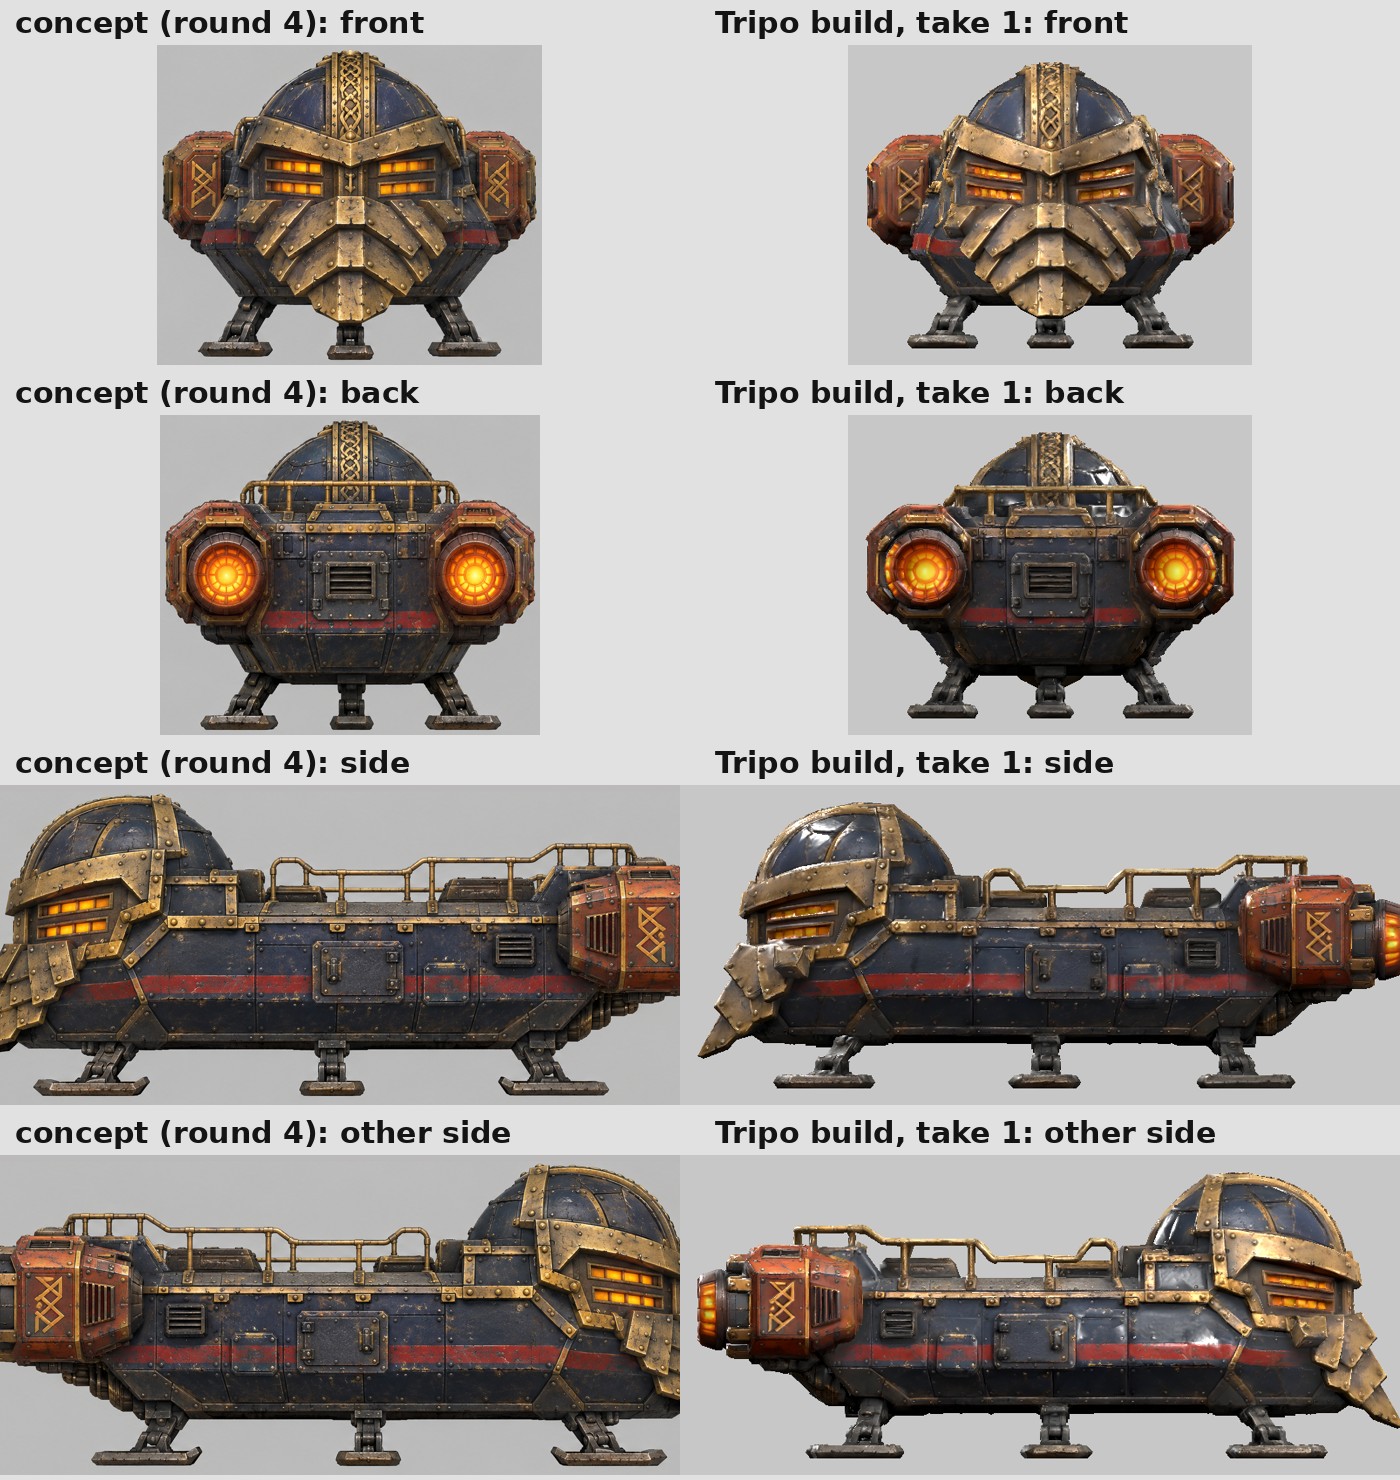 concept (round 4): front
Tripo build, take 1: front
concept (round 4): back
Tripo build, take 1: back
concept (round 4): side
Tripo build, take 1: side
concept (round 4): other side
Tripo build, take 1: other side